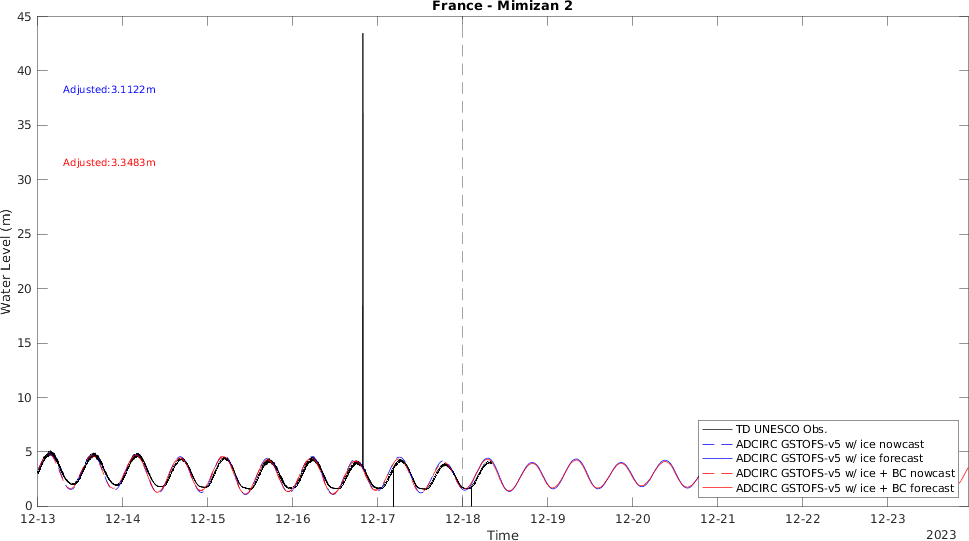 France - Mimizan 2
45
40
35
30
25
20
15
10
5
0
Water Level (m)
Adjusted:3.1122m
Adjusted:3.3483m
TD UNESCO Obs.
ADCIRC GSTOFS-v5 w/ ice nowcast
ADCIRC GSTOFS-v5 w/ ice forecast
ADCIRC GSTOFS-v5 w/ ice + BC nowcast
ADCIRC GSTOFS-v5 w/ ice + BC forecast
12-13 12-14 12-15 12-16 12-17 12-18 12-19 12-20 12-21 12-22 12-23
Time
2023